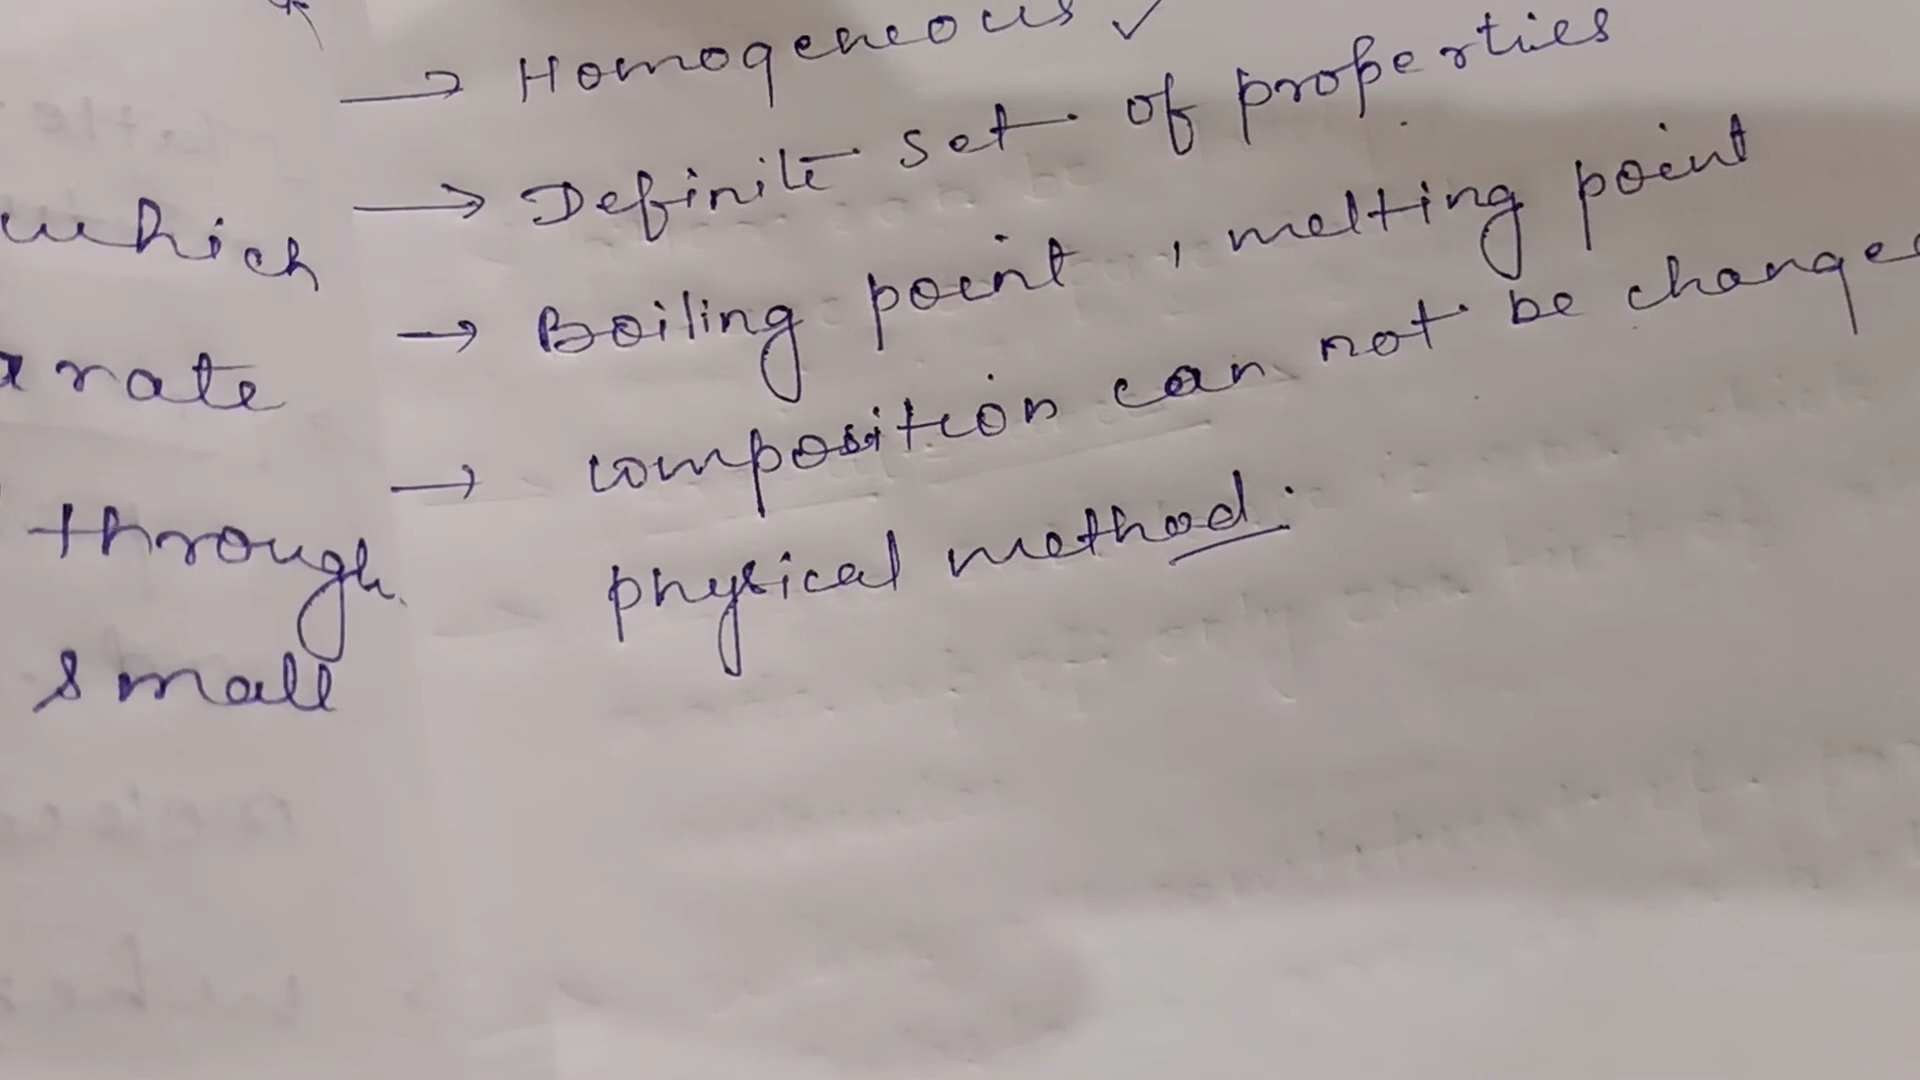 → Homogeneous ✓
→ Definite set of properties
→ Boiling point, melting point
→ composition can not be change
physical method.
which
rate
through
small